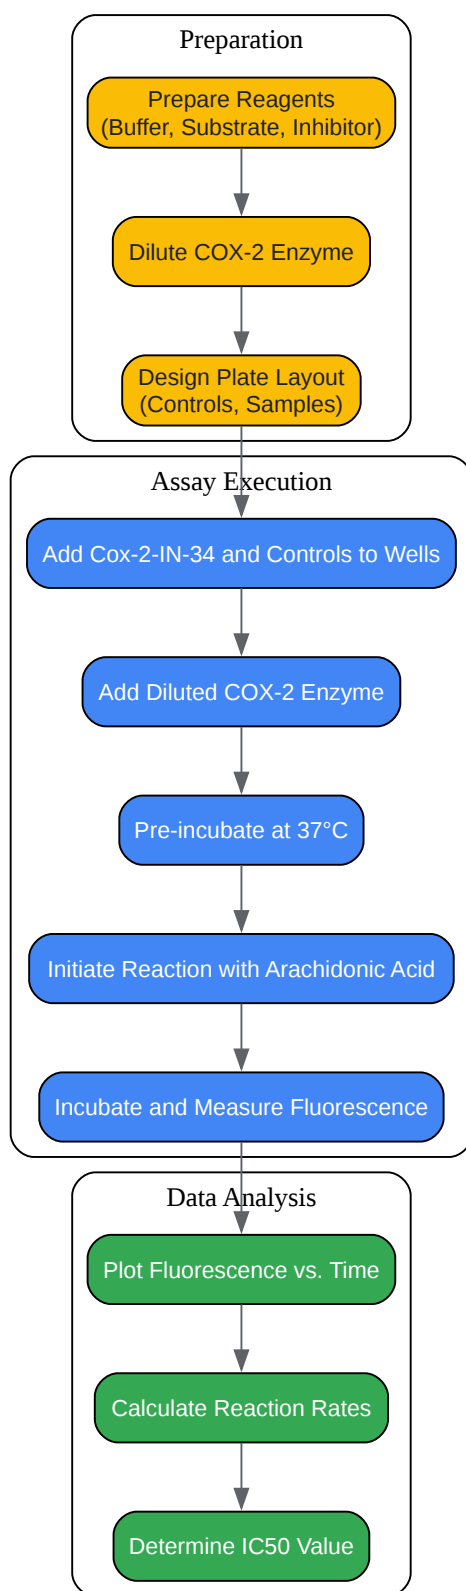 Preparation
Prepare Reagents
(Buffer, Substrate, Inhibitor)
Dilute COX-2 Enzyme
Design Plate Layout
(Controls, Samples)
Assay Execution
Add Cox-2-IN-34 and Controls to Wells
Add Diluted COX-2 Enzyme
Pre-incubate at 37°C
Initiate Reaction with Arachidonic Acid
Incubate and Measure Fluorescence
Data Analysis
Plot Fluorescence vs. Time
Calculate Reaction Rates
Determine IC50 Value